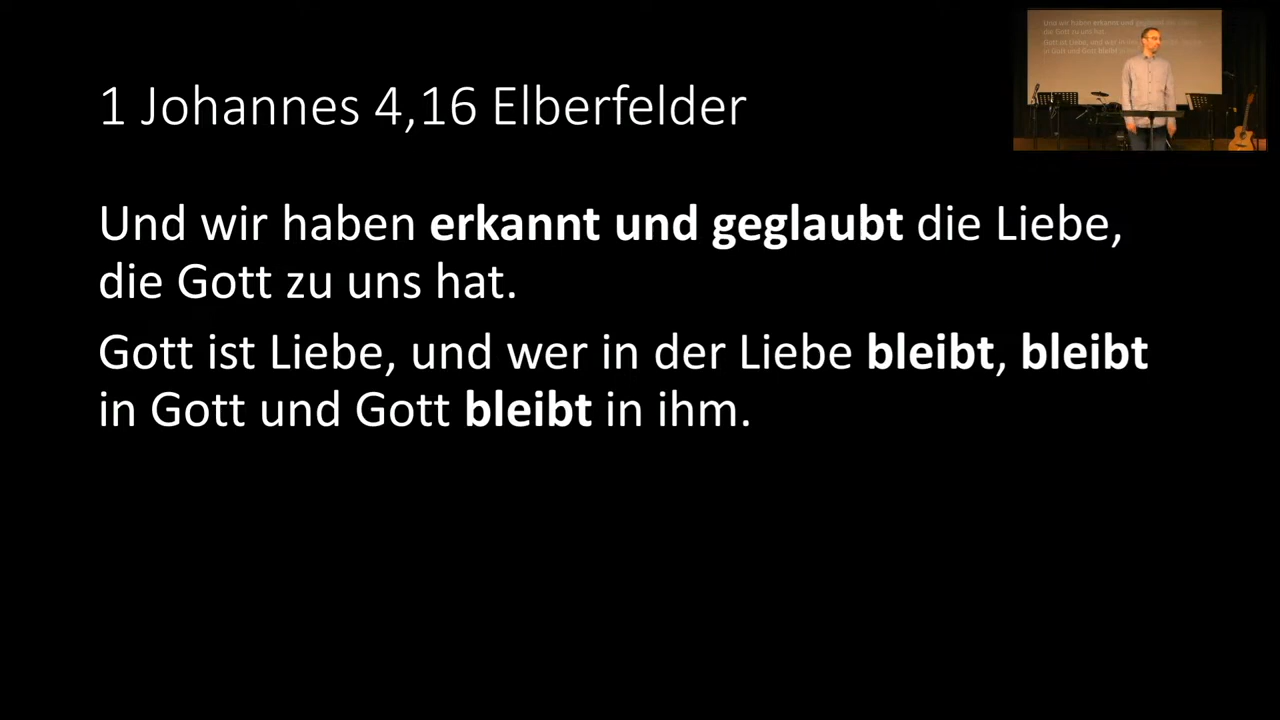 1 Johannes 4,16 Elberfelder
Und wir haben erkannt und geglaubt die Liebe,
die Gott zu uns hat.
Gott ist Liebe, und wer in der Liebe bleibt, bleibt
in Gott und Gott bleibt in ihm.